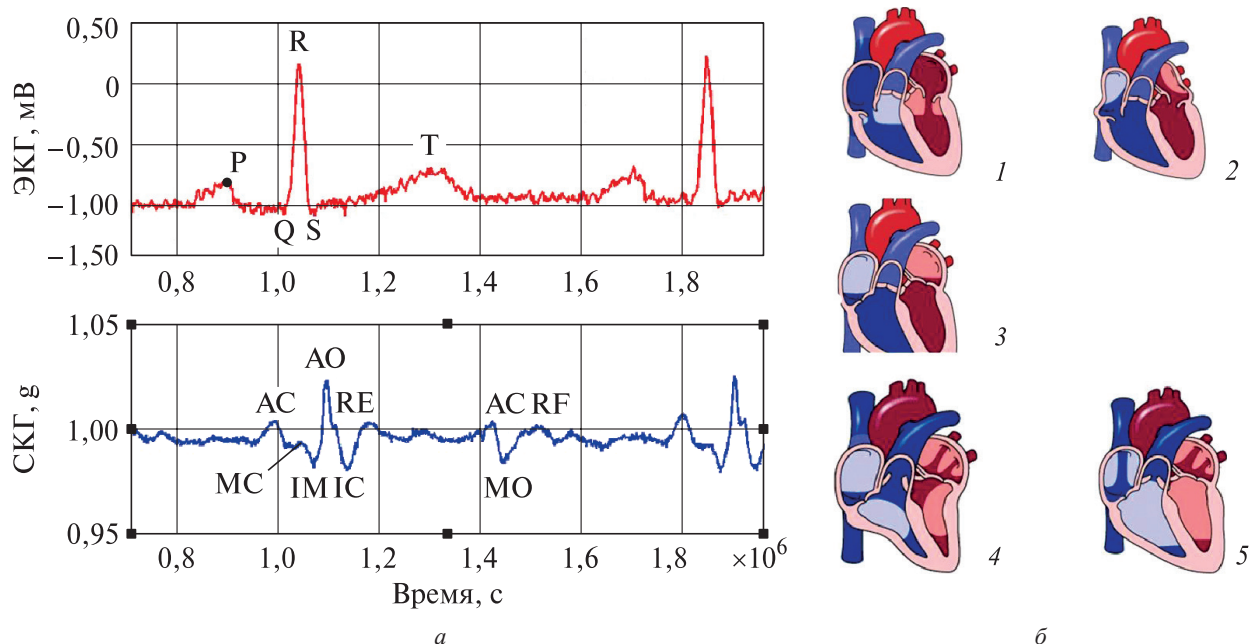 ЭКГ, мВ
0,50
0
−0,50
−1,00
−1,50
R
P
T
Q S
0,8 1,0 1,2 1,4 1,6 1,8
СКГ, g
1,05
1,00
0,95
AO
AC RE
AC RF
MC IM IC
MO
0,8 1,0 1,2 1,4 1,6 1,8 ×10⁶
Время, с
а
1
2
3
4
5
б